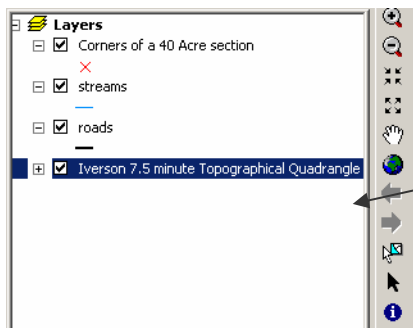 Layers
Corners of a 40 Acre section
streams
roads
Iverson 7.5 minute Topographical Quadrangle